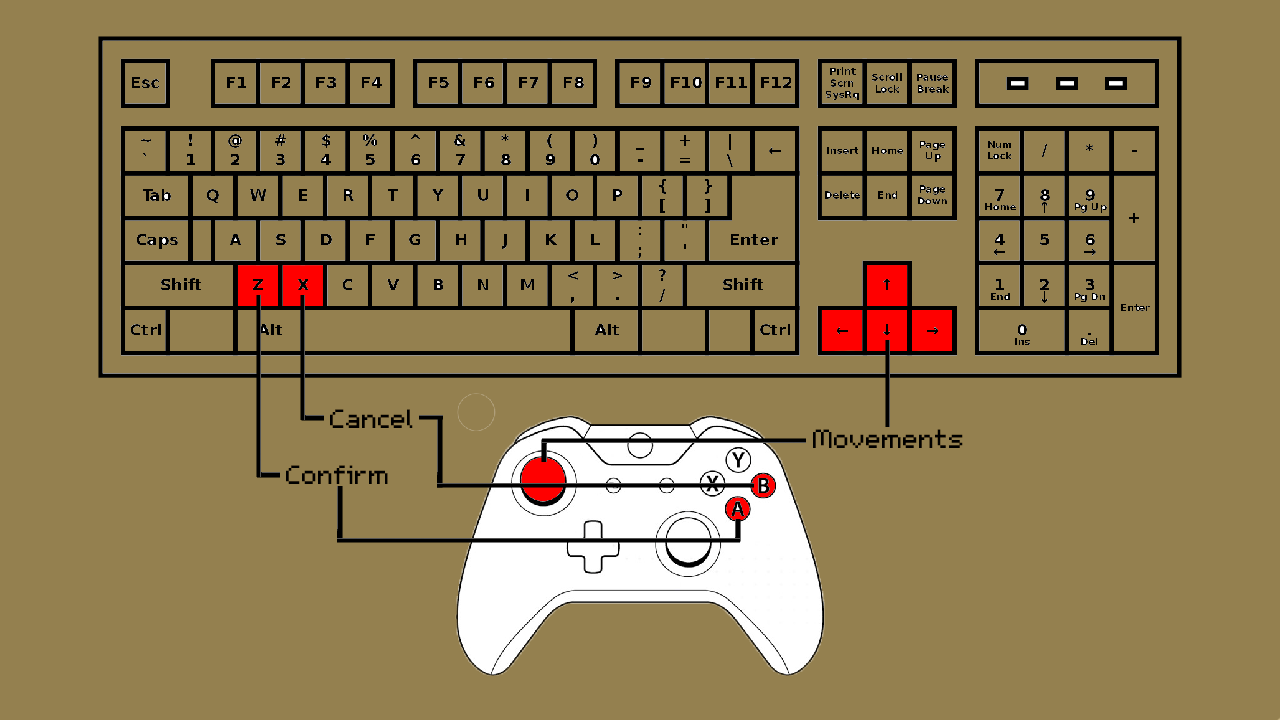 Esc F1 F2 F3 F4 F5 F6 F7 F8 F9 F10 F11 F12 Print Scrn SysRq Scroll Lock Pause Break
~ ` ! 1 @ 2 # 3 $ 4 % 5 ^ 6 & 7 * 8 ( 9 ) 0 _ - + = | \ ← Insert Home Page Up Num Lock / * -
Tab Q W E R T Y U I O P { [ } ] Delete End Page Down 7 Home 8 ↑ 9 Pg Up +
Caps A S D F G H J K L : ; " ' Enter 4 ← 5 6 →
Shift Z X C V B N M < , > . ? / Shift ↑ 1 End 2 ↓ 3 Pg Dn Enter
Ctrl Alt Alt Ctrl ← ↓ → 0 Ins . Del
Cancel
Movements
Confirm
Y
X B
A